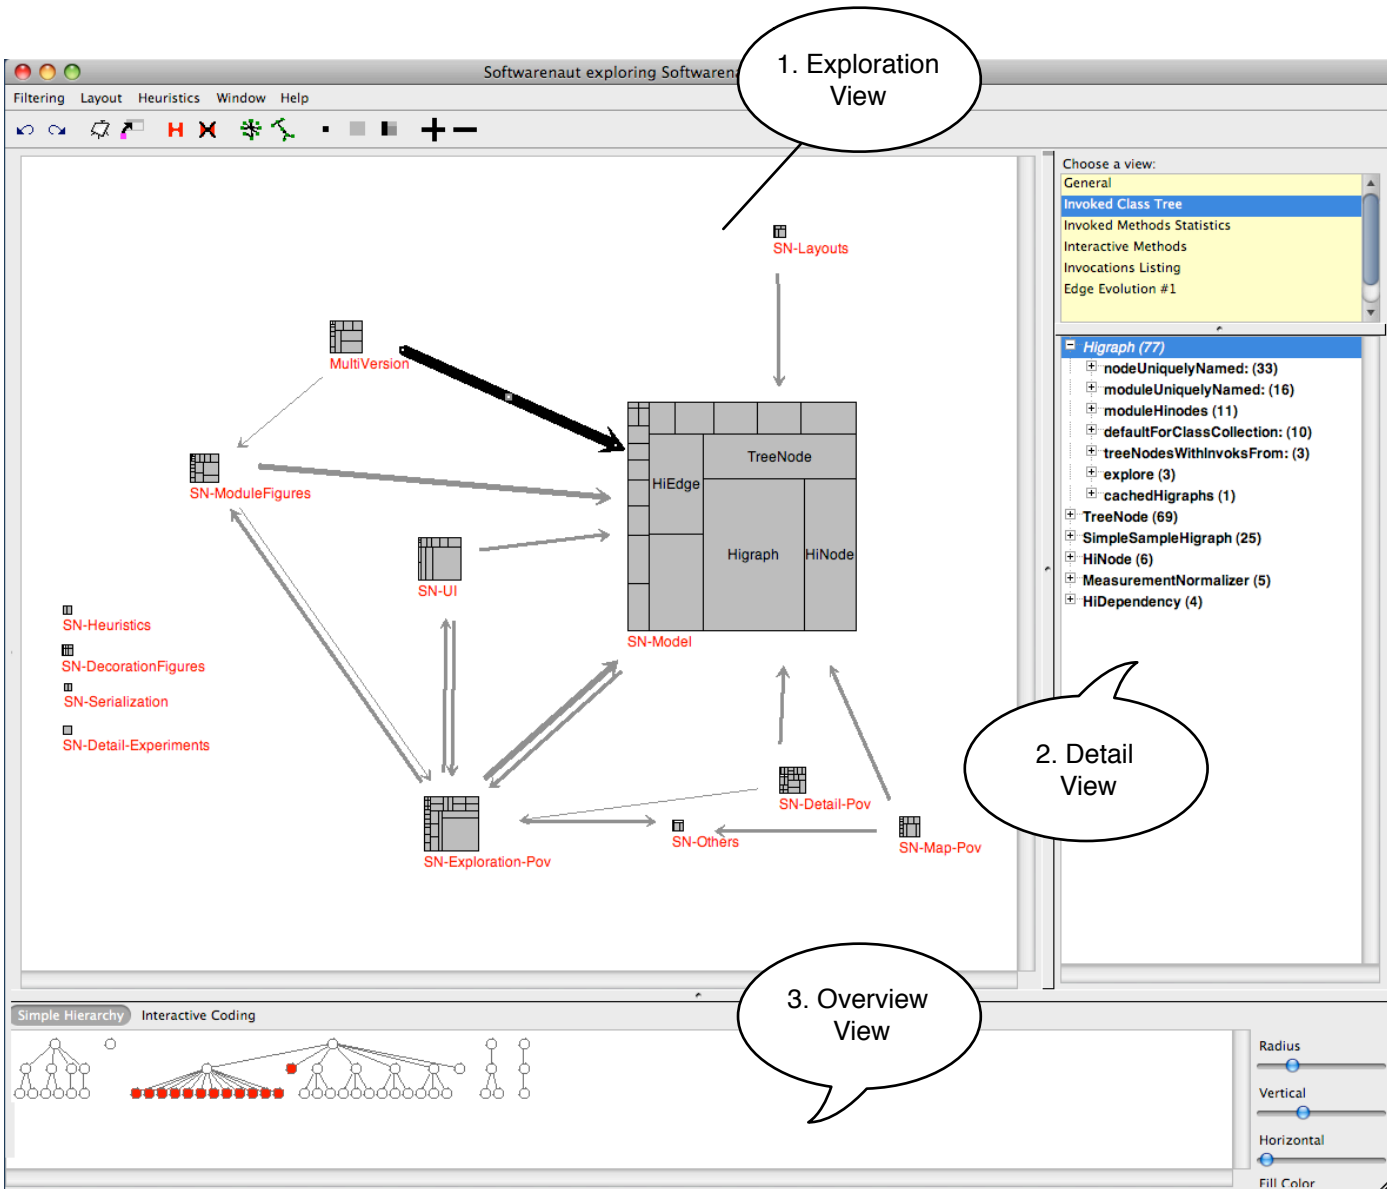 1. Exploration
View
Softwarenaut exploring Softwaren
Filtering Layout Heuristics Window Help
Choose a view:
General
Invoked Class Tree
Invoked Methods Statistics
Interactive Methods
Invocations Listing
Edge Evolution #1
SN-Layouts
MultiVersion
SN-ModuleFigures
TreeNode
HiEdge
Higraph
HiNode
SN-Model
SN-UI
SN-Heuristics
SN-DecorationFigures
SN-Serialization
SN-Detail-Experiments
SN-Detail-Pov
SN-Others
SN-Map-Pov
SN-Exploration-Pov
Higraph (77)
nodeUniquelyNamed: (33)
moduleUniquelyNamed: (16)
moduleHinodes (11)
defaultForClassCollection: (10)
treeNodesWithInvoksFrom: (3)
explore (3)
cachedHigraphs (1)
TreeNode (69)
SimpleSampleHigraph (25)
HiNode (6)
MeasurementNormalizer (5)
HiDependency (4)
2. Detail
View
3. Overview
View
Simple Hierarchy Interactive Coding
Radius
Vertical
Horizontal
Fill Color